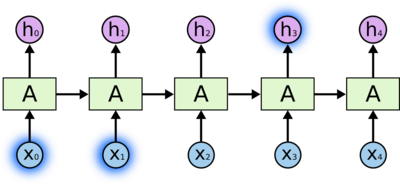 h₀ h₁ h₂ h₃ h₄
A A A A A
x₀ x₁ x₂ x₃ x₄